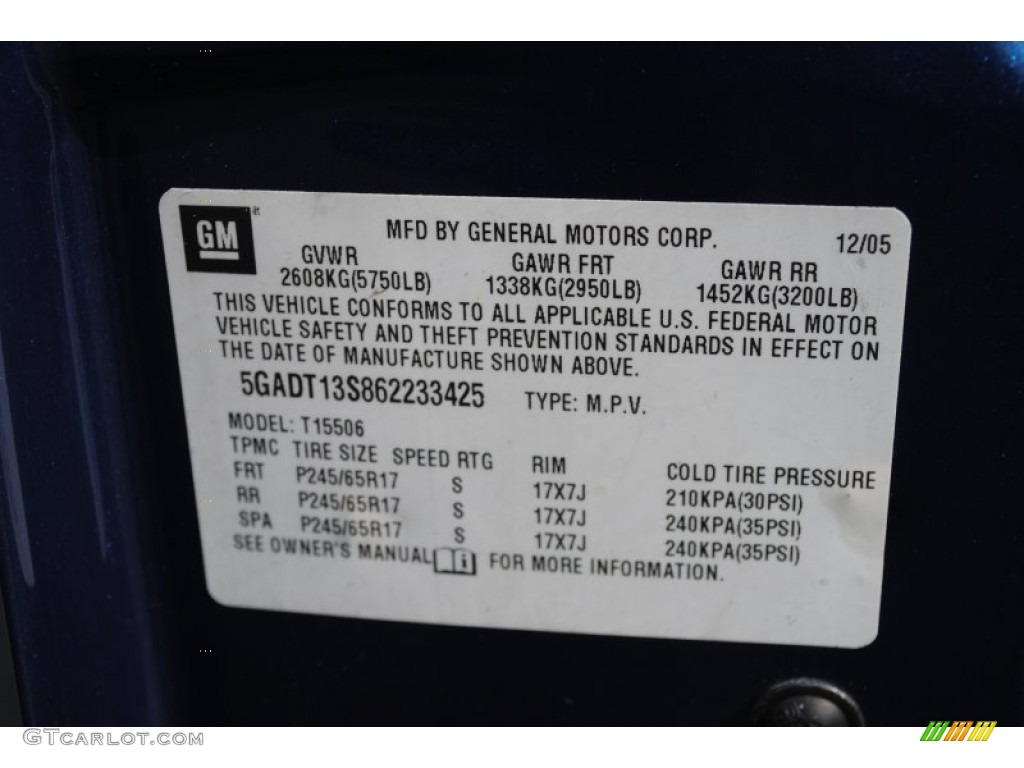 GM
MFD BY GENERAL MOTORS CORP. 12/05
GVWR GAWR FRT GAWR RR
2608KG(5750LB) 1338KG(2950LB) 1452KG(3200LB)
THIS VEHICLE CONFORMS TO ALL APPLICABLE U.S. FEDERAL MOTOR
VEHICLE SAFETY AND THEFT PREVENTION STANDARDS IN EFFECT ON
THE DATE OF MANUFACTURE SHOWN ABOVE.
5GADT13S862233425 TYPE: M.P.V.
MODEL: T15506
TPMC TIRE SIZE SPEED RTG RIM COLD TIRE PRESSURE
FRT P245/65R17 S 17X7J 210KPA(30PSI)
RR P245/65R17 S 17X7J 240KPA(35PSI)
SPA P245/65R17 S 17X7J 240KPA(35PSI)
SEE OWNER'S MANUAL i FOR MORE INFORMATION.
GTCarLot.com